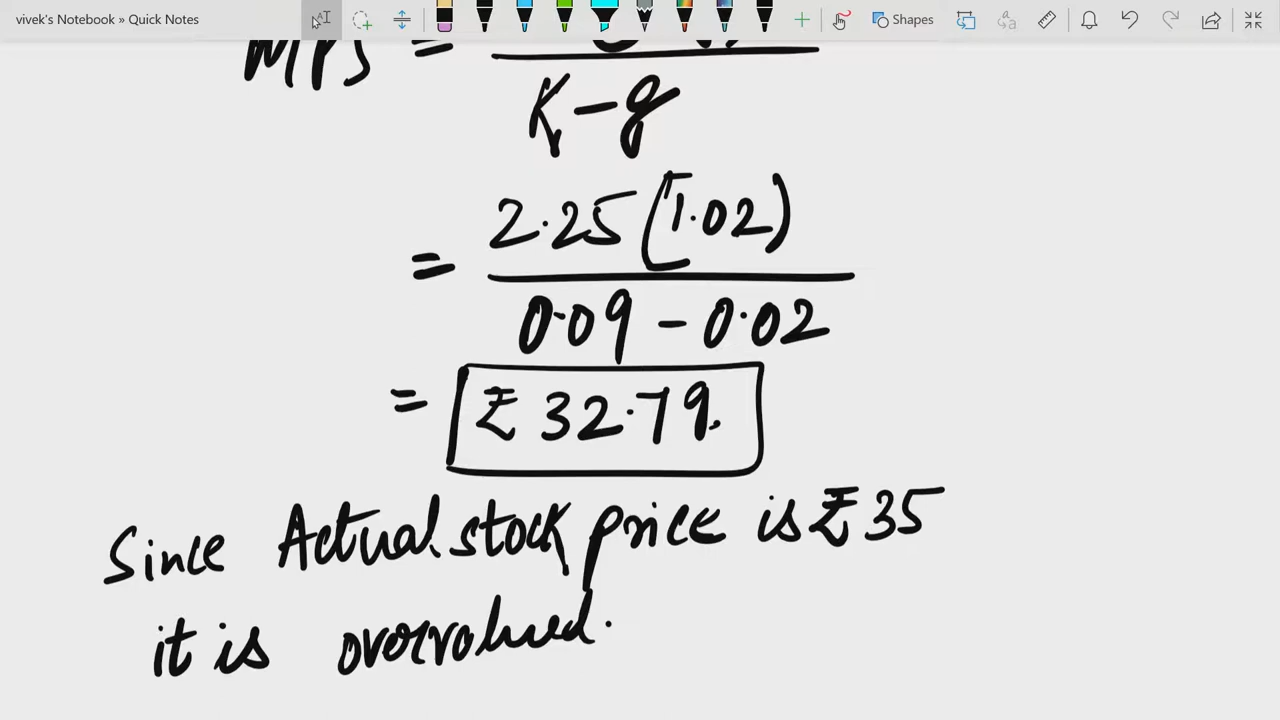 vivek's Notebook » Quick Notes
Shapes
MPS =
K - g
2.25 (1.02)
=
0.09 - 0.02
= ₹ 32.79.
Since Actual stock price is ₹ 35
it is overvalued.